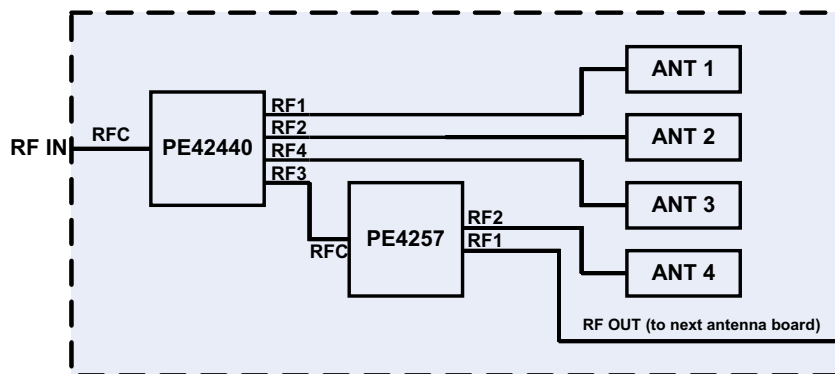 RF IN
RFC
PE42440
RF1
RF2
RF4
RF3
ANT 1
ANT 2
ANT 3
ANT 4
RFC
PE4257
RF2
RF1
RF OUT (to next antenna board)